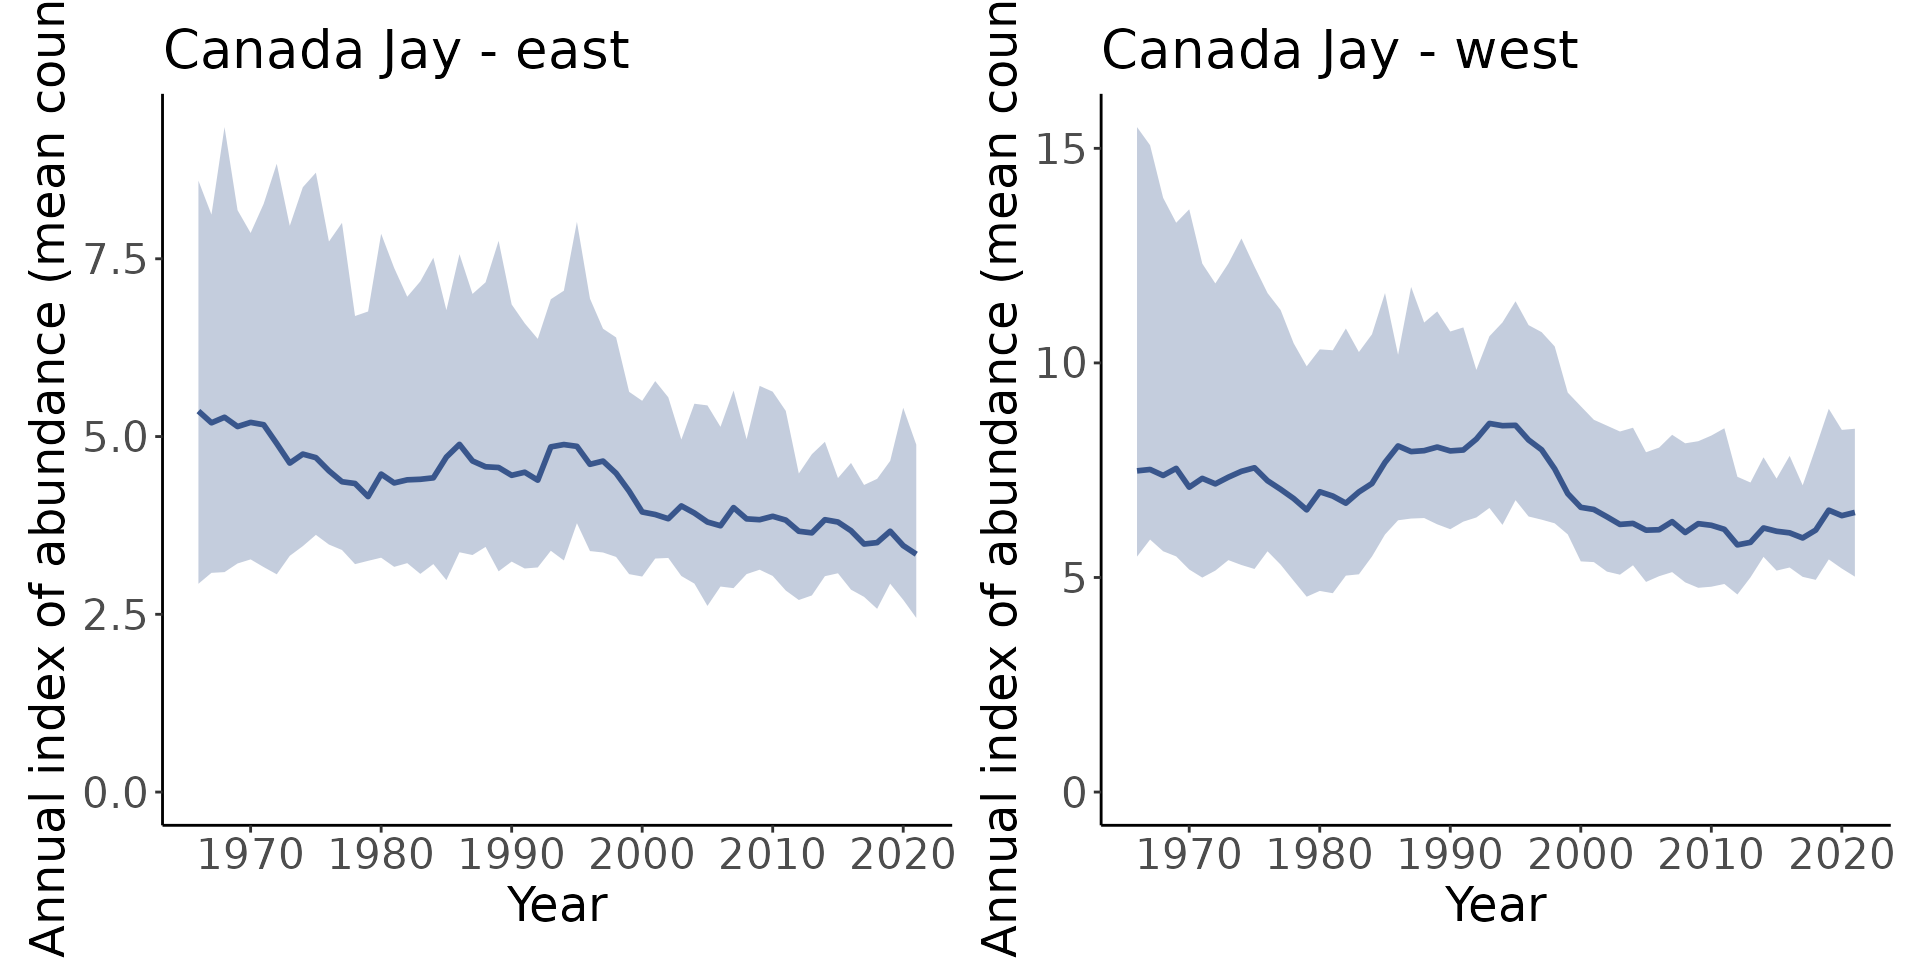 Canada Jay - east
Annual index of abundance (mean coun
7.5
5.0
2.5
0.0
1970 1980 1990 2000 2010 2020
Year
Canada Jay - west
Annual index of abundance (mean coun
15
10
5
0
1970 1980 1990 2000 2010 2020
Year